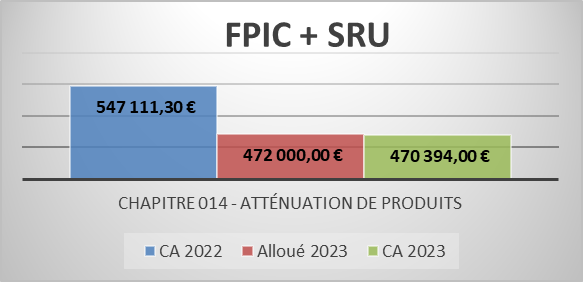 FPIC + SRU
547 111,30 €
472 000,00 €
470 394,00 €
CHAPITRE 014 - ATTÉNUATION DE PRODUITS
CA 2022
Alloué 2023
CA 2023